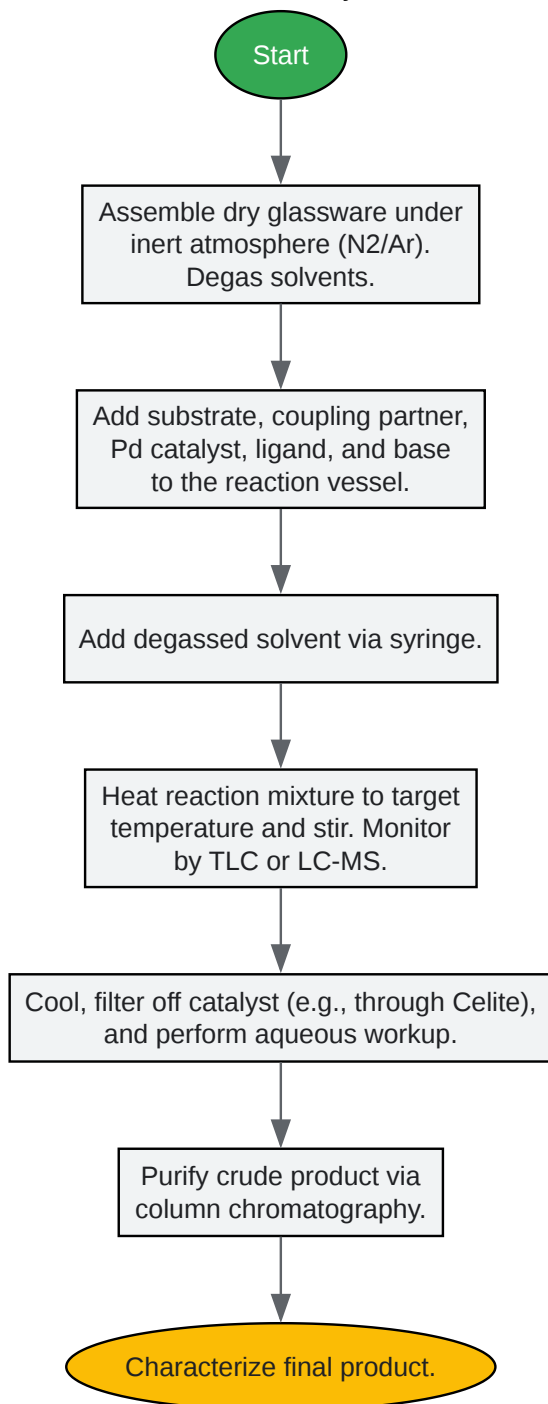 Start
Assemble dry glassware under
inert atmosphere (N2/Ar).
Degas solvents.
Add substrate, coupling partner,
Pd catalyst, ligand, and base
to the reaction vessel.
Add degassed solvent via syringe.
Heat reaction mixture to target
temperature and stir. Monitor
by TLC or LC-MS.
Cool, filter off catalyst (e.g., through Celite),
and perform aqueous workup.
Purify crude product via
column chromatography.
Characterize final product.